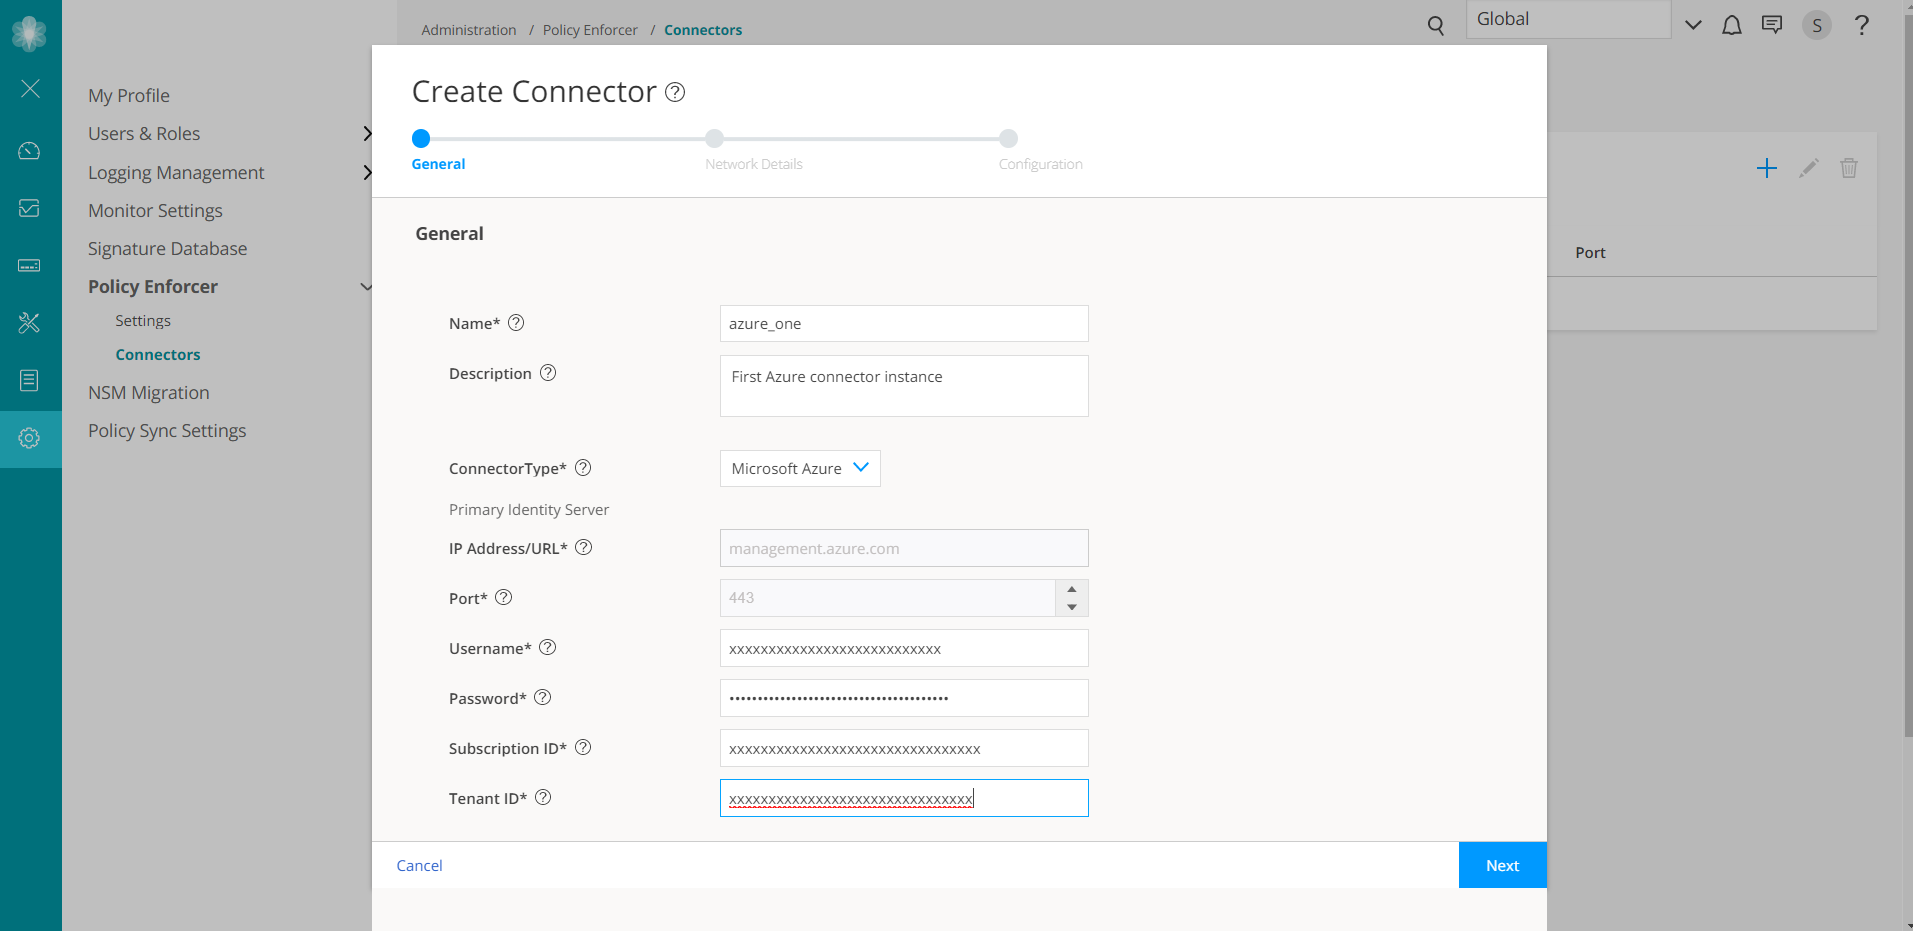 Administration / Policy Enforcer / Connectors
Global
S
?
My Profile
Users & Roles
Logging Management
Monitor Settings
Signature Database
Policy Enforcer
Settings
Connectors
NSM Migration
Policy Sync Settings
Create Connector ?
General
Network Details
Configuration
Port
General
Name* ?
azure_one
Description ?
First Azure connector instance
ConnectorType* ?
Microsoft Azure
Primary Identity Server
IP Address/URL* ?
management.azure.com
Port* ?
443
Username* ?
xxxxxxxxxxxxxxxxxxxxxxxxxxx
Password* ?
•••••••••••••••••••••••••••••••••••••••
Subscription ID* ?
xxxxxxxxxxxxxxxxxxxxxxxxxxxxxxxx
Tenant ID* ?
xxxxxxxxxxxxxxxxxxxxxxxxxxxxxxx
Cancel
Next